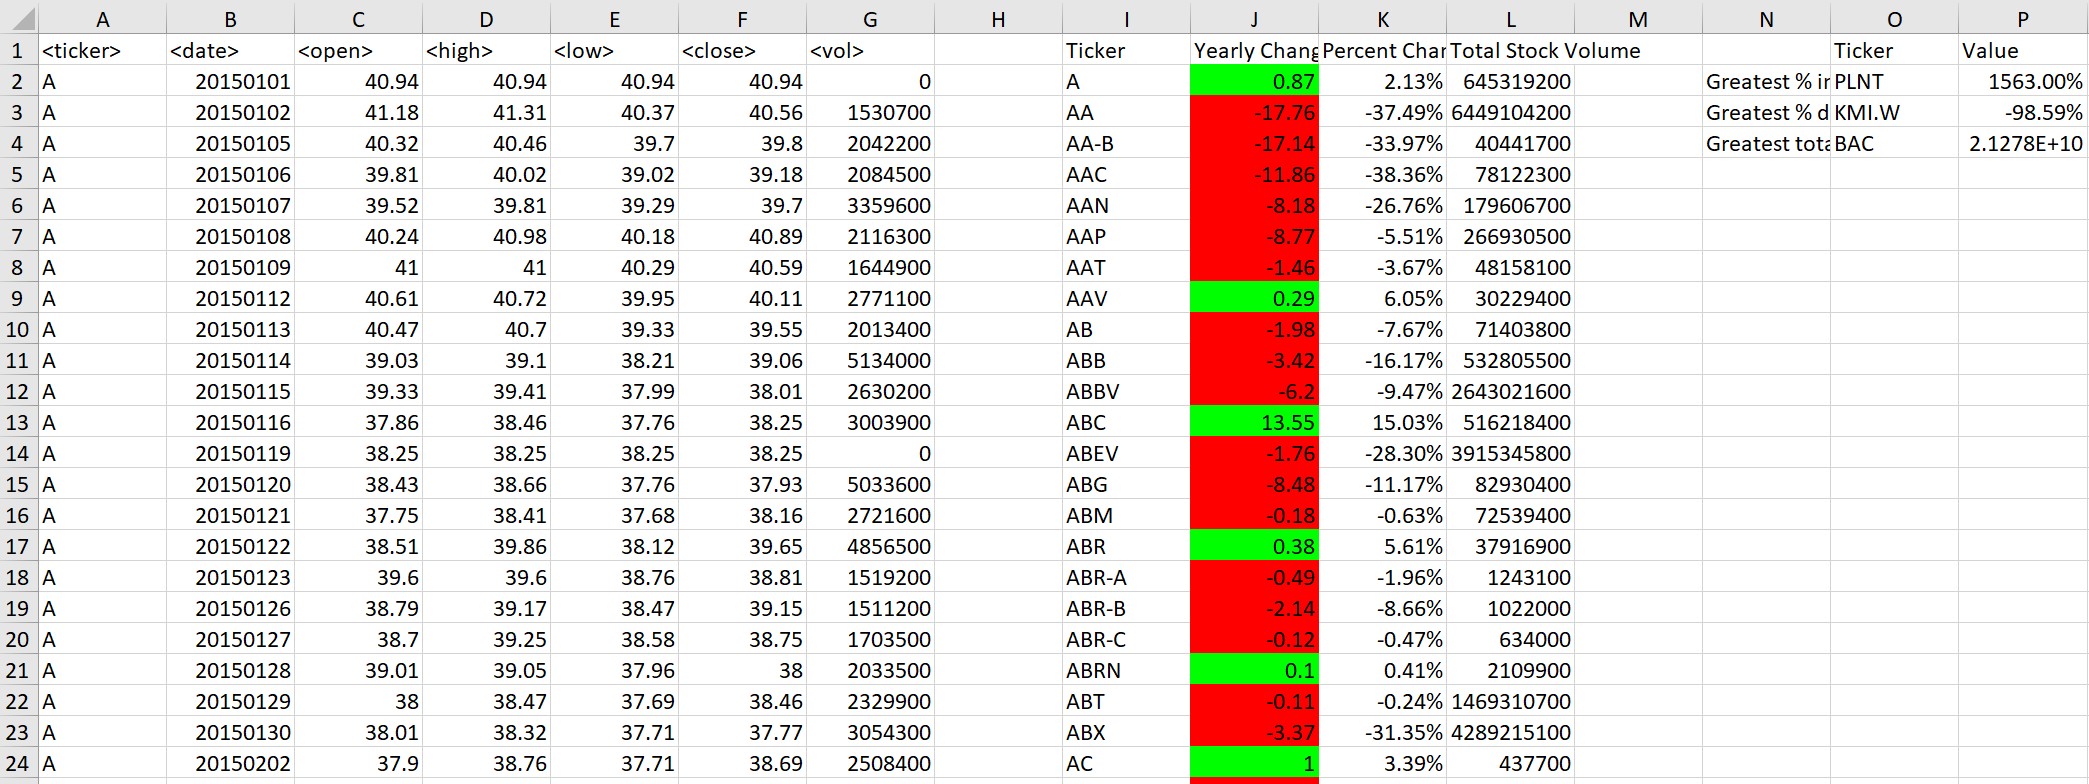 A B C D E F G H I J K L M N O P
1 <ticker> <date> <open> <high> <low> <close> <vol> Ticker Yearly Chang Percent Char Total Stock Volume Ticker Value
2 A 20150101 40.94 40.94 40.94 40.94 0 A 0.87 2.13% 645319200 Greatest % in PLNT 1563.00%
3 A 20150102 41.18 41.31 40.37 40.56 1530700 AA -17.76 -37.49% 6449104200 Greatest % d KMI.W -98.59%
4 A 20150105 40.32 40.46 39.7 39.8 2042200 AA-B -17.14 -33.97% 40441700 Greatest tota BAC 2.1278E+10
5 A 20150106 39.81 40.02 39.02 39.18 2084500 AAC -11.86 -38.36% 78122300
6 A 20150107 39.52 39.81 39.29 39.7 3359600 AAN -8.18 -26.76% 179606700
7 A 20150108 40.24 40.98 40.18 40.89 2116300 AAP -8.77 -5.51% 266930500
8 A 20150109 41 41 40.29 40.59 1644900 AAT -1.46 -3.67% 48158100
9 A 20150112 40.61 40.72 39.95 40.11 2771100 AAV 0.29 6.05% 30229400
10 A 20150113 40.47 40.7 39.33 39.55 2013400 AB -1.98 -7.67% 71403800
11 A 20150114 39.03 39.1 38.21 39.06 5134000 ABB -3.42 -16.17% 532805500
12 A 20150115 39.33 39.41 37.99 38.01 2630200 ABBV -6.2 -9.47% 2643021600
13 A 20150116 37.86 38.46 37.76 38.25 3003900 ABC 13.55 15.03% 516218400
14 A 20150119 38.25 38.25 38.25 38.25 0 ABEV -1.76 -28.30% 3915345800
15 A 20150120 38.43 38.66 37.76 37.93 5033600 ABG -8.48 -11.17% 82930400
16 A 20150121 37.75 38.41 37.68 38.16 2721600 ABM -0.18 -0.63% 72539400
17 A 20150122 38.51 39.86 38.12 39.65 4856500 ABR 0.38 5.61% 37916900
18 A 20150123 39.6 39.6 38.76 38.81 1519200 ABR-A -0.49 -1.96% 1243100
19 A 20150126 38.79 39.17 38.47 39.15 1511200 ABR-B -2.14 -8.66% 1022000
20 A 20150127 38.7 39.25 38.58 38.75 1703500 ABR-C -0.12 -0.47% 634000
21 A 20150128 39.01 39.05 37.96 38 2033500 ABRN 0.1 0.41% 2109900
22 A 20150129 38 38.47 37.69 38.46 2329900 ABT -0.11 -0.24% 1469310700
23 A 20150130 38.01 38.32 37.71 37.77 3054300 ABX -3.37 -31.35% 4289215100
24 A 20150202 37.9 38.76 37.71 38.69 2508400 AC 1 3.39% 437700